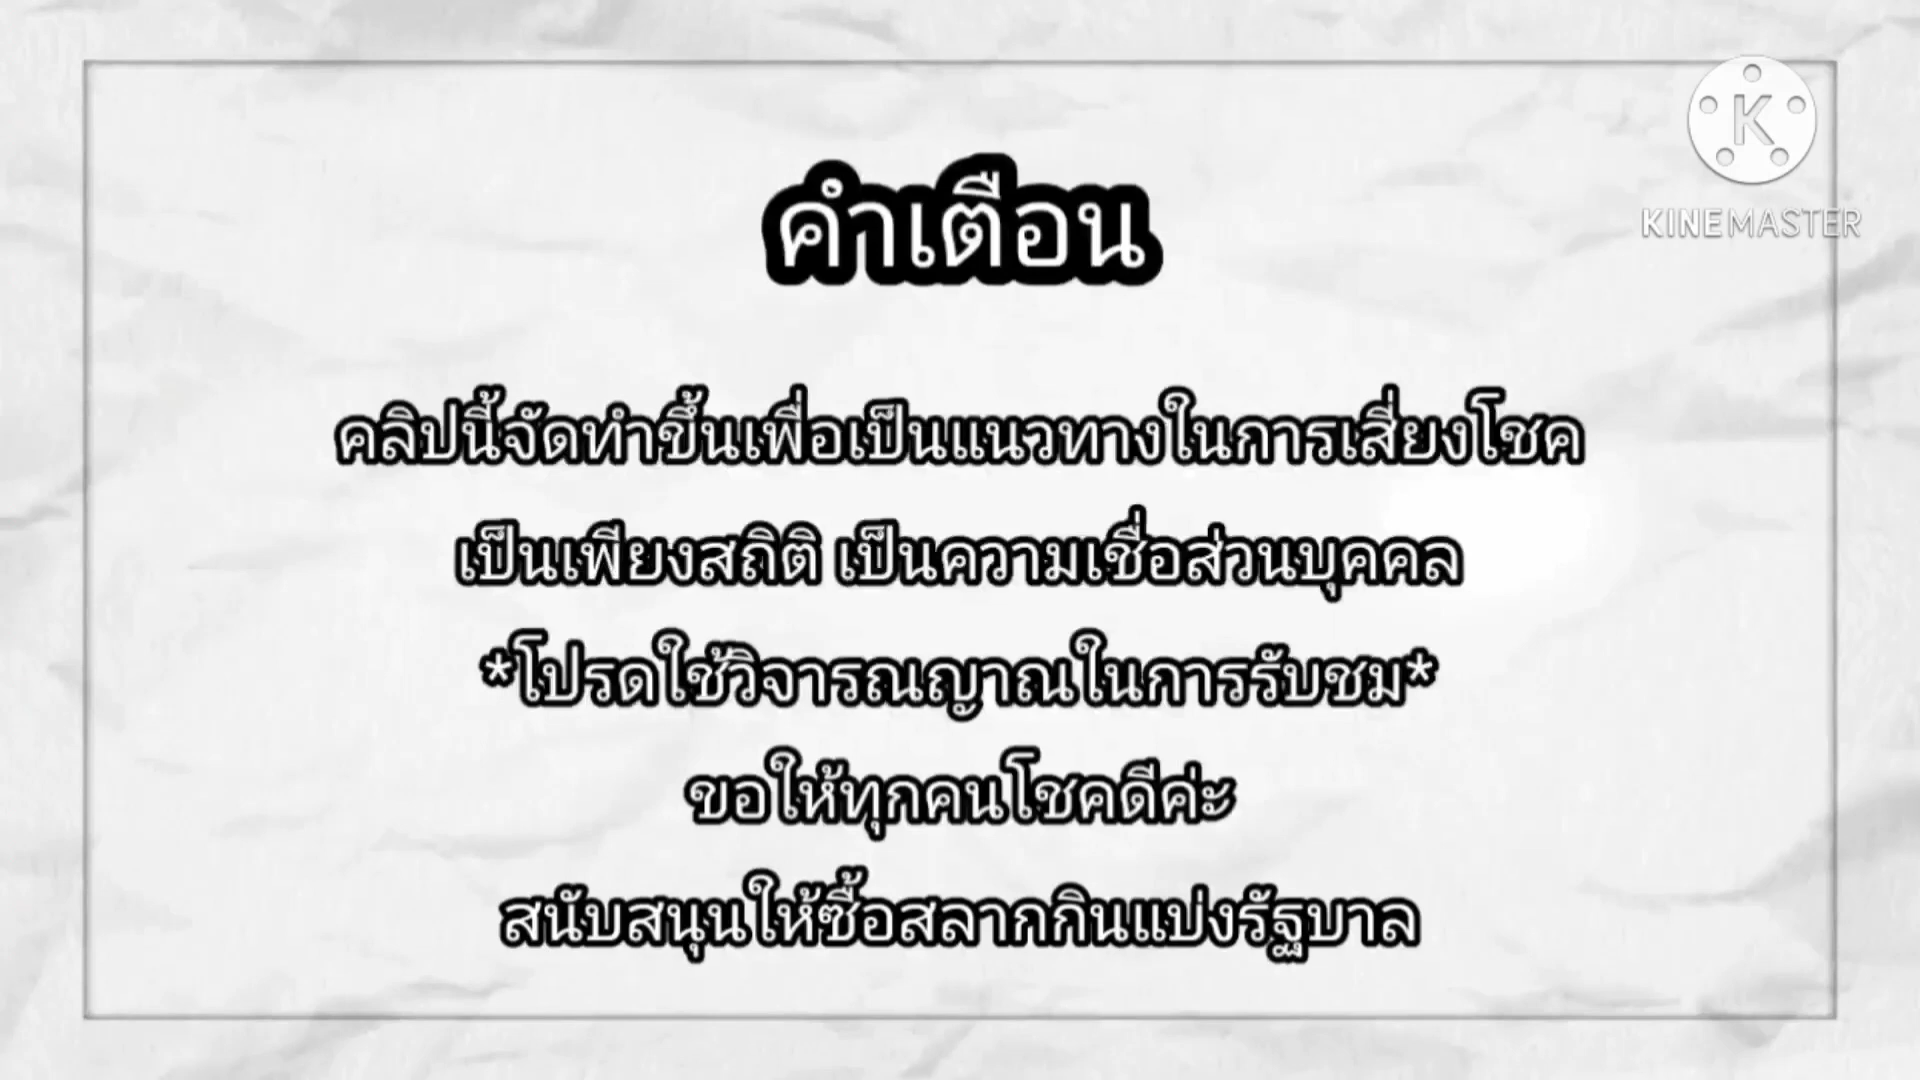 คำเตือน
คลิปนี้จัดทำขึ้นเพื่อเป็นแนวทางในการเสี่ยงโชค
เป็นเพียงสถิติ เป็นความเชื่อส่วนบุคคล
*โปรดใช้วิจารณญาณในการรับชม*
ขอให้ทุกคนโชคดีค่ะ
สนับสนุนให้ซื้อสลากกินแบ่งรัฐบาล
K
KINEMASTER